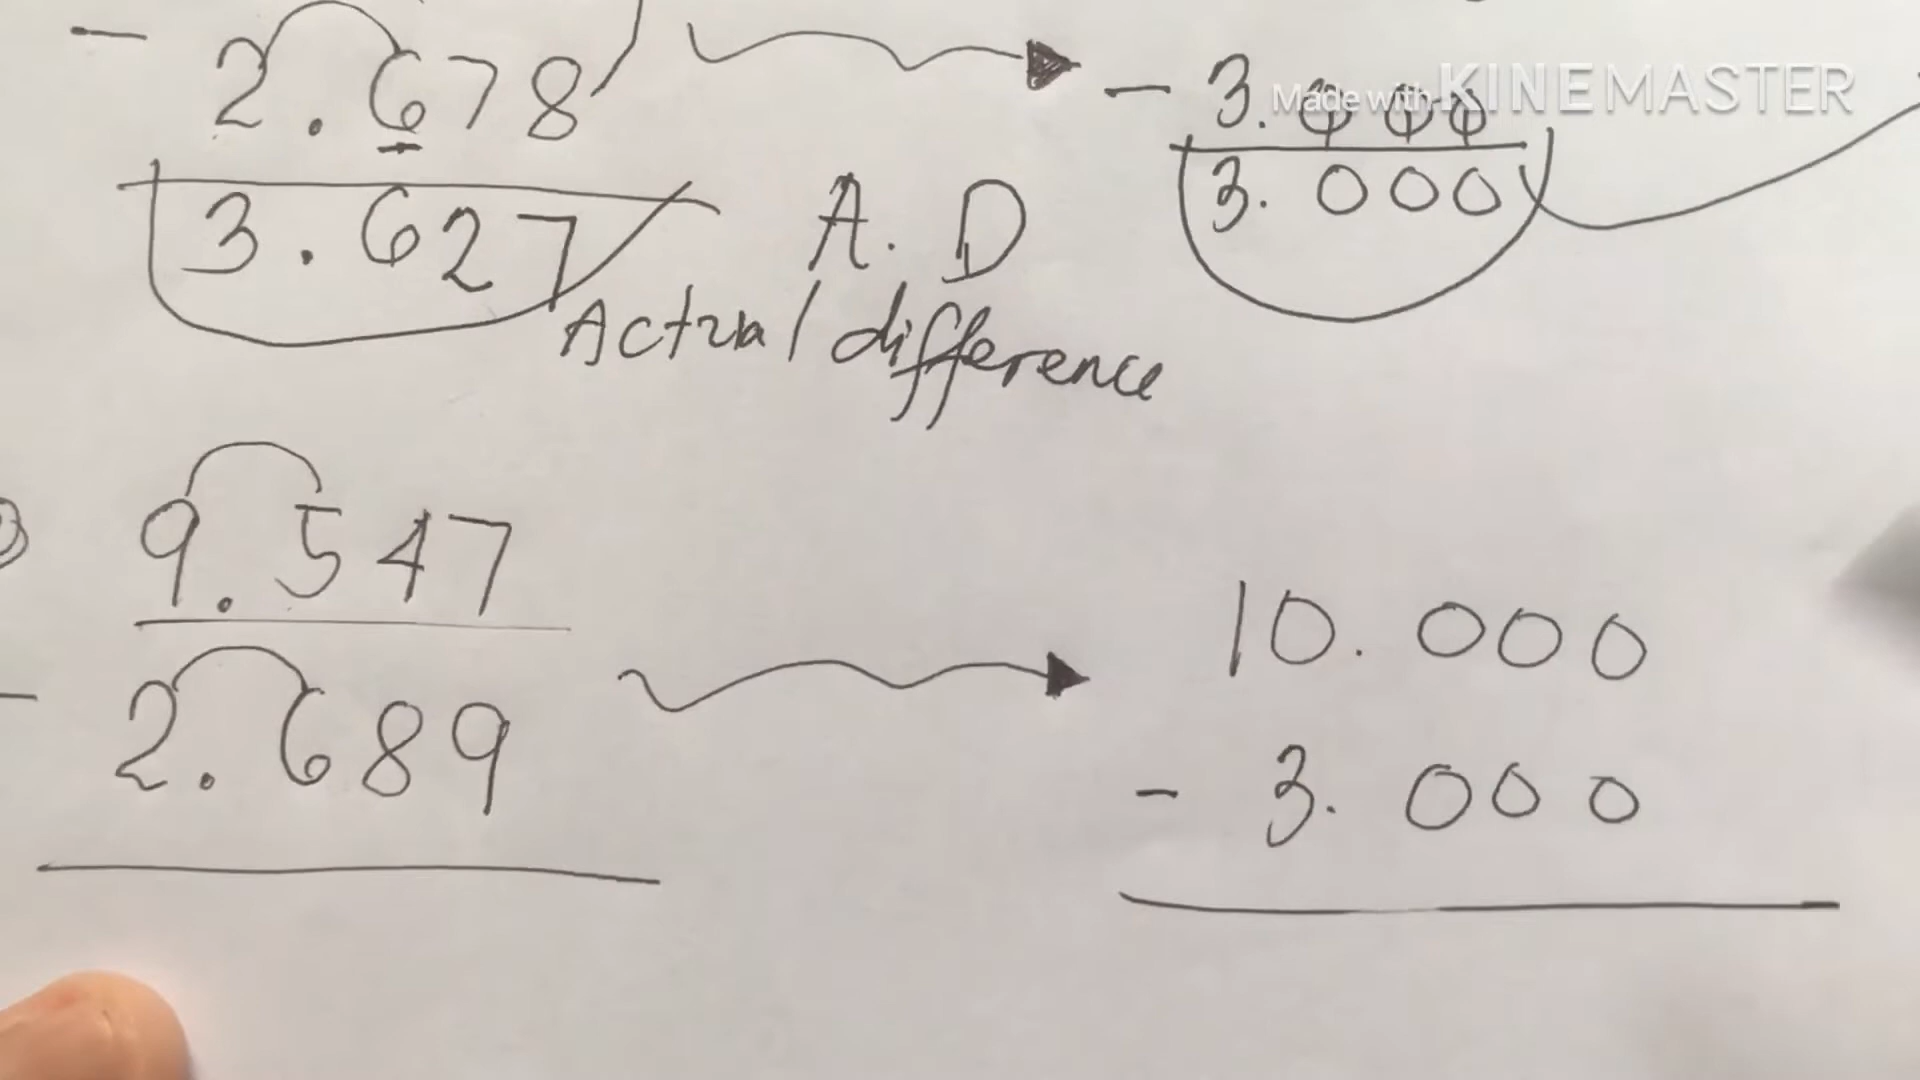 - 2.678
- 3.000
Made with KINEMASTER
3.627
A.D
3.000
Actual difference
9.547
10.000
- 2.689
- 3.000